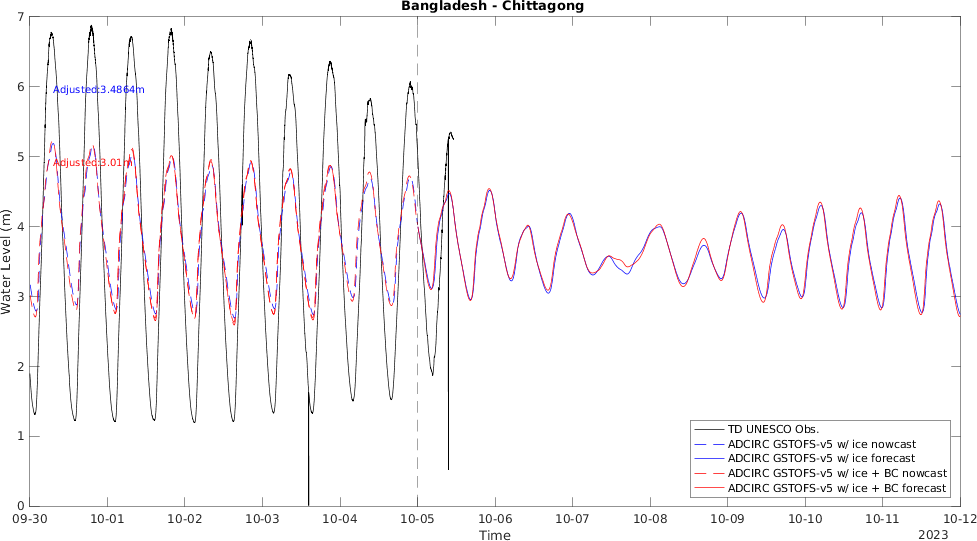 Bangladesh - Chittagong
Water Level (m)
7
6
5
4
3
2
1
0
Adjusted:3.4864m
Adjusted:3.01m
TD UNESCO Obs.
ADCIRC GSTOFS-v5 w/ ice nowcast
ADCIRC GSTOFS-v5 w/ ice forecast
ADCIRC GSTOFS-v5 w/ ice + BC nowcast
ADCIRC GSTOFS-v5 w/ ice + BC forecast
09-30 10-01 10-02 10-03 10-04 10-05 10-06 10-07 10-08 10-09 10-10 10-11 10-12
Time
2023